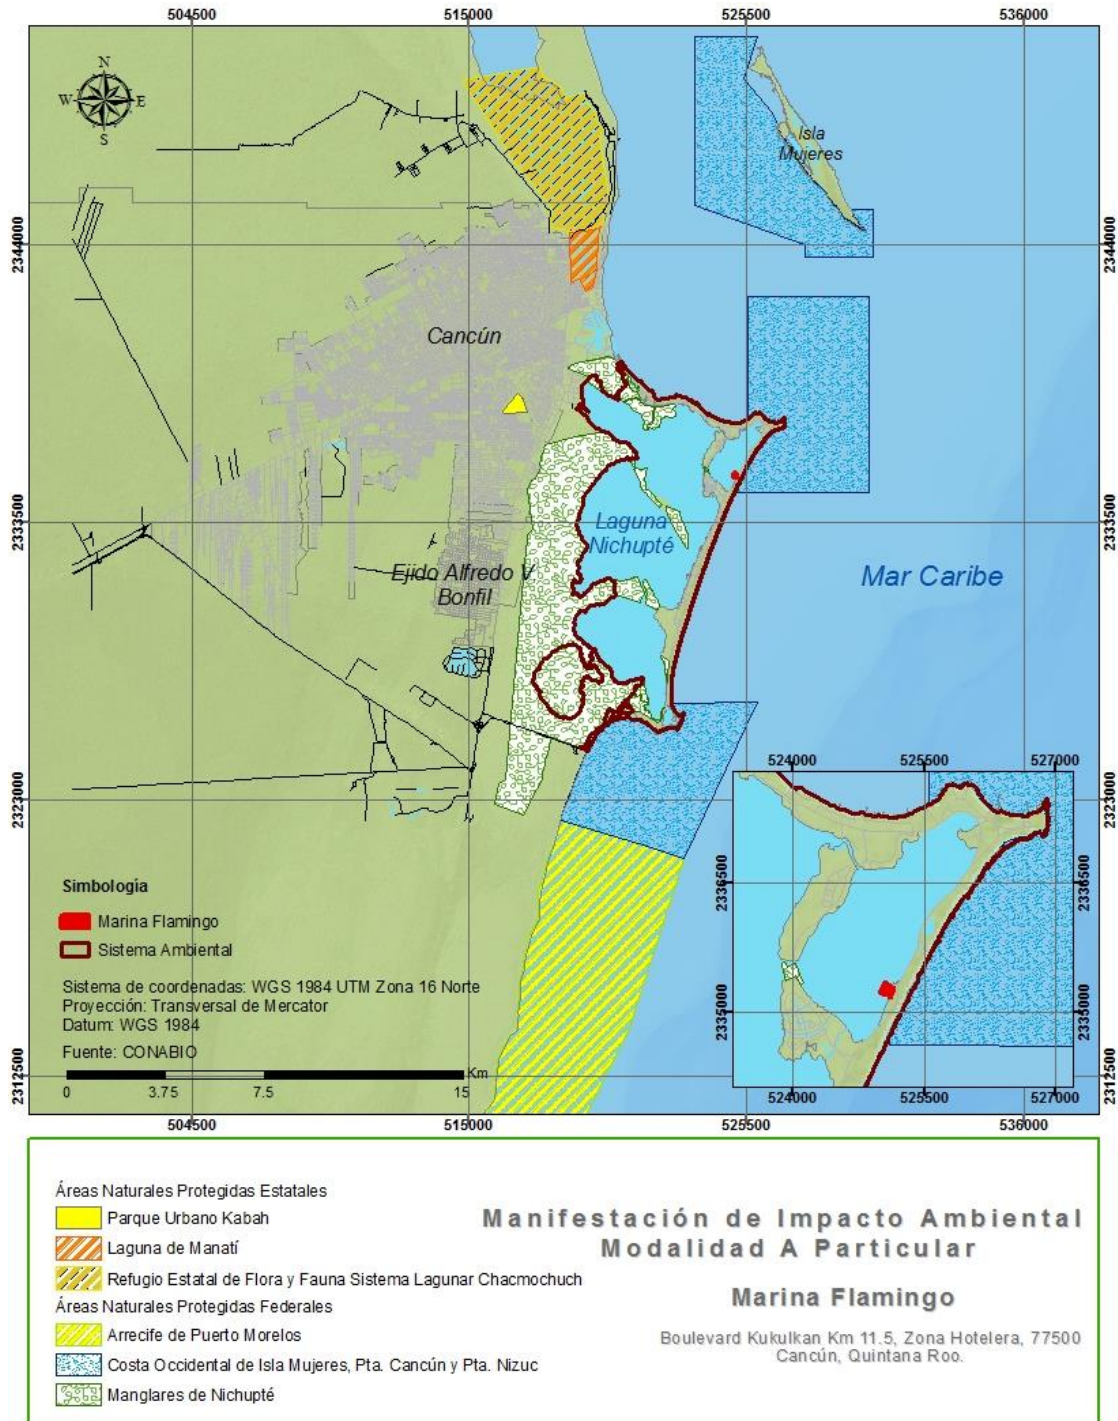 504500 515000 525500 536000
N
W E
S
Isla
Mujeres
2344000 2344000
Cancún
2333500 2333500
Laguna
Nichupté
Ejido Alfredo V
Bonfil
Mar Caribe
2323000 2323000
524000 525500 527000
2336500 2336500
2335000 2335000
524000 525500 527000
Simbología
Marina Flamingo
Sistema Ambiental
Sistema de coordenadas: WGS 1984 UTM Zona 16 Norte
Proyección: Transversal de Mercator
Datum: WGS 1984
Fuente: CONABIO
Km
0 3.75 7.5 15
2312500 2312500
504500 515000 525500 536000
Áreas Naturales Protegidas Estatales
Parque Urbano Kabah
Laguna de Manatí
Refugio Estatal de Flora y Fauna Sistema Lagunar Chacmochuch
Áreas Naturales Protegidas Federales
Arrecife de Puerto Morelos
Costa Occidental de Isla Mujeres, Pta. Cancún y Pta. Nizuc
Manglares de Nichupté
Manifestación de Impacto Ambiental
Modalidad A Particular
Marina Flamingo
Boulevard Kukulkan Km 11.5, Zona Hotelera, 77500
Cancún, Quintana Roo.